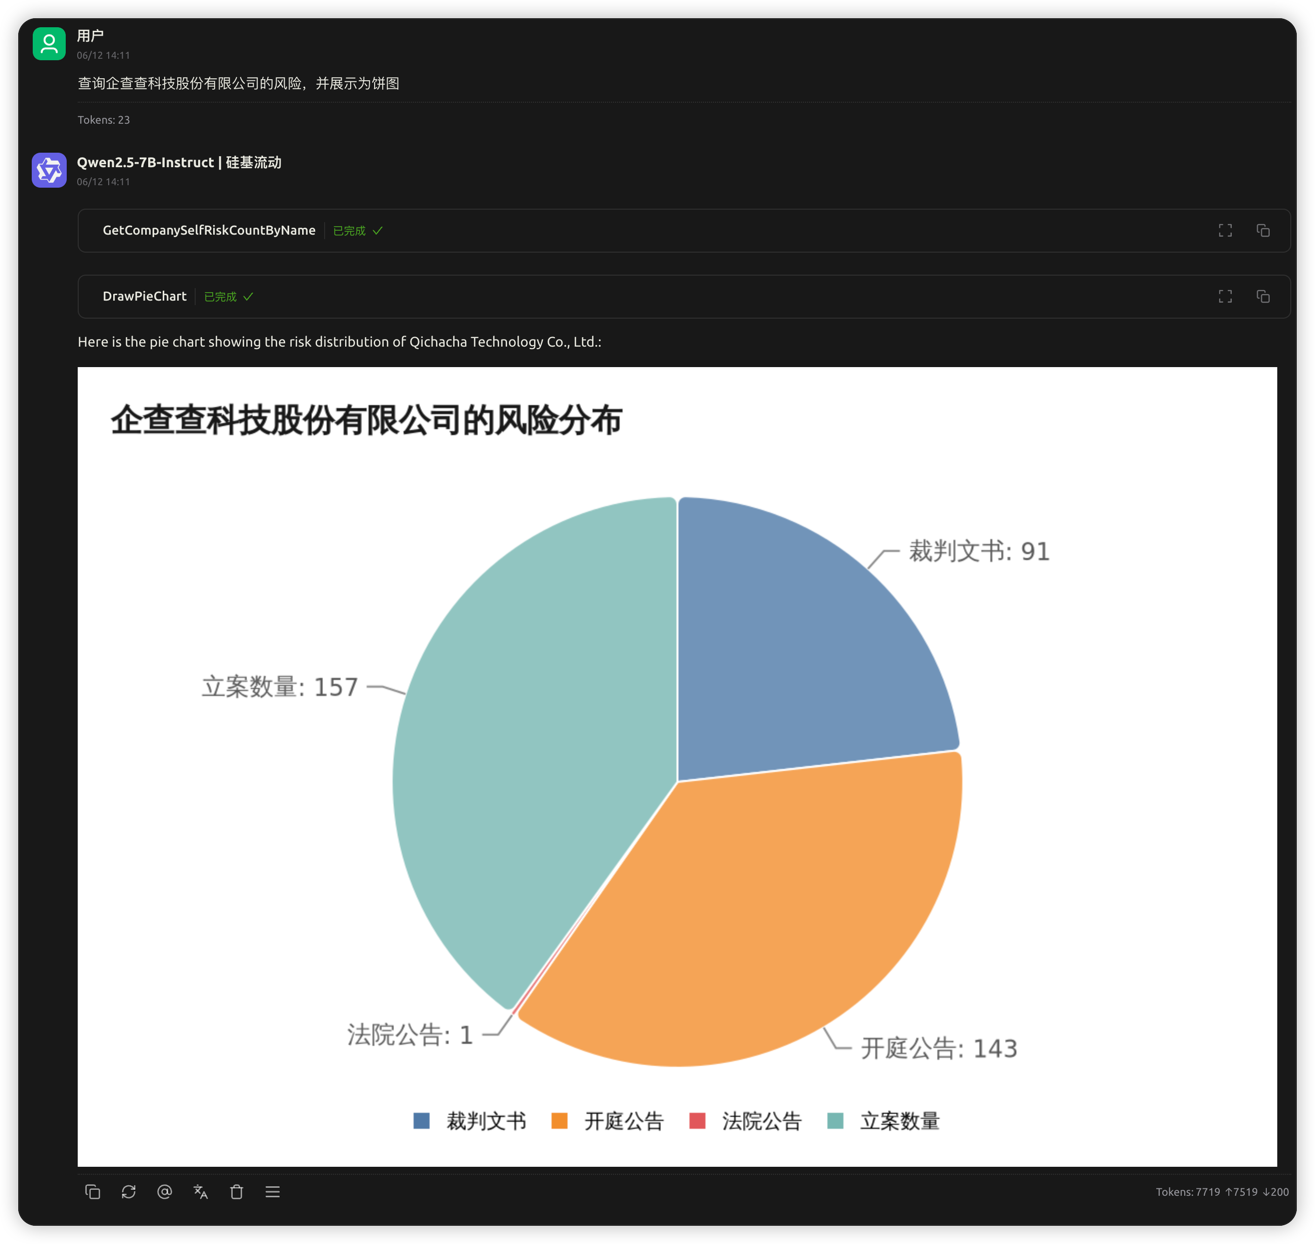 用户
06/12 14:11
查询企查查科技股份有限公司的风险，并展示为饼图
Tokens: 23
Qwen2.5-7B-Instruct | 硅基流动
06/12 14:11
GetCompanySelfRiskCountByName 已完成
DrawPieChart 已完成
Here is the pie chart showing the risk distribution of Qichacha Technology Co., Ltd.:
企查查科技股份有限公司的风险分布
裁判文书: 91
立案数量: 157
法院公告: 1
开庭公告: 143
裁判文书 开庭公告 法院公告 立案数量
Tokens: 7719 ↑7519 ↓200